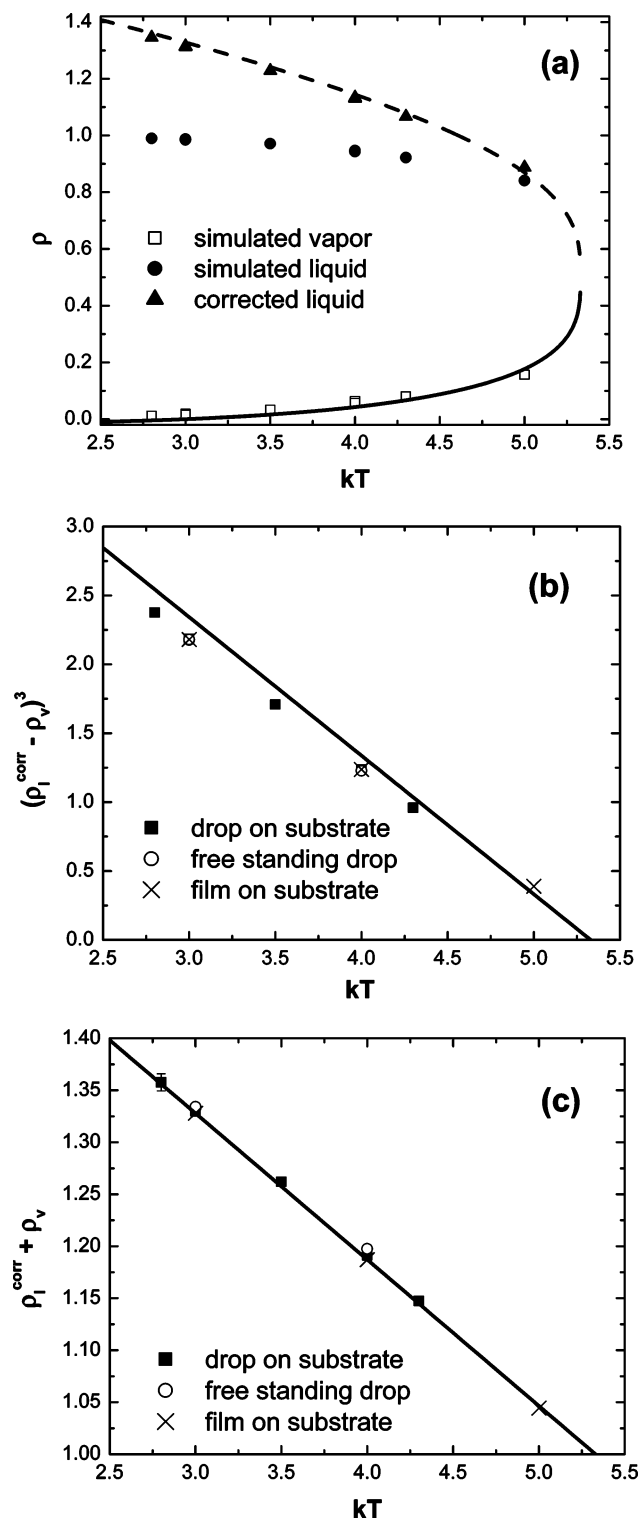 (a)
1.4
1.2
1.0
0.8
0.6
0.4
0.2
0.0
ρ
simulated vapor
simulated liquid
corrected liquid
2.5 3.0 3.5 4.0 4.5 5.0 5.5
kT
(b)
3.0
2.5
2.0
1.5
1.0
0.5
0.0
(ρ_l^corr - ρ_v)^3
drop on substrate
free standing drop
film on substrate
2.5 3.0 3.5 4.0 4.5 5.0 5.5
kT
(c)
1.40
1.35
1.30
1.25
1.20
1.15
1.10
1.05
1.00
ρ_l^corr + ρ_v
drop on substrate
free standing drop
film on substrate
2.5 3.0 3.5 4.0 4.5 5.0 5.5
kT